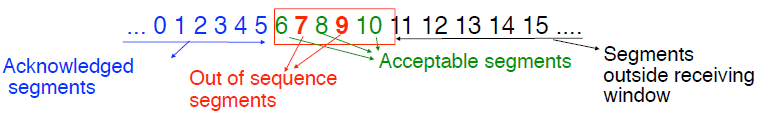 ... 0 1 2 3 4 5 6 7 8 9 10 11 12 13 14 15 ....
Acknowledged
segments
Out of sequence
segments
Acceptable segments
Segments
outside receiving
window